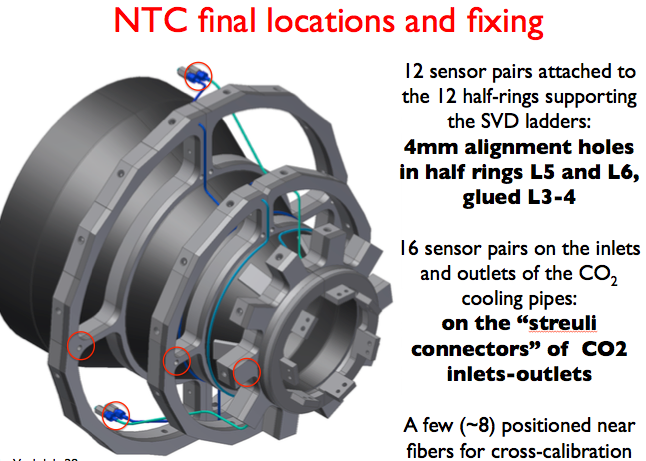 NTC final locations and fixing
12 sensor pairs attached to
the 12 half-rings supporting
the SVD ladders:
4mm alignment holes
in half rings L5 and L6,
glued L3-4
16 sensor pairs on the inlets
and outlets of the CO₂
cooling pipes:
on the “streuli
connectors” of CO2
inlets-outlets
A few (~8) positioned near
fibers for cross-calibration